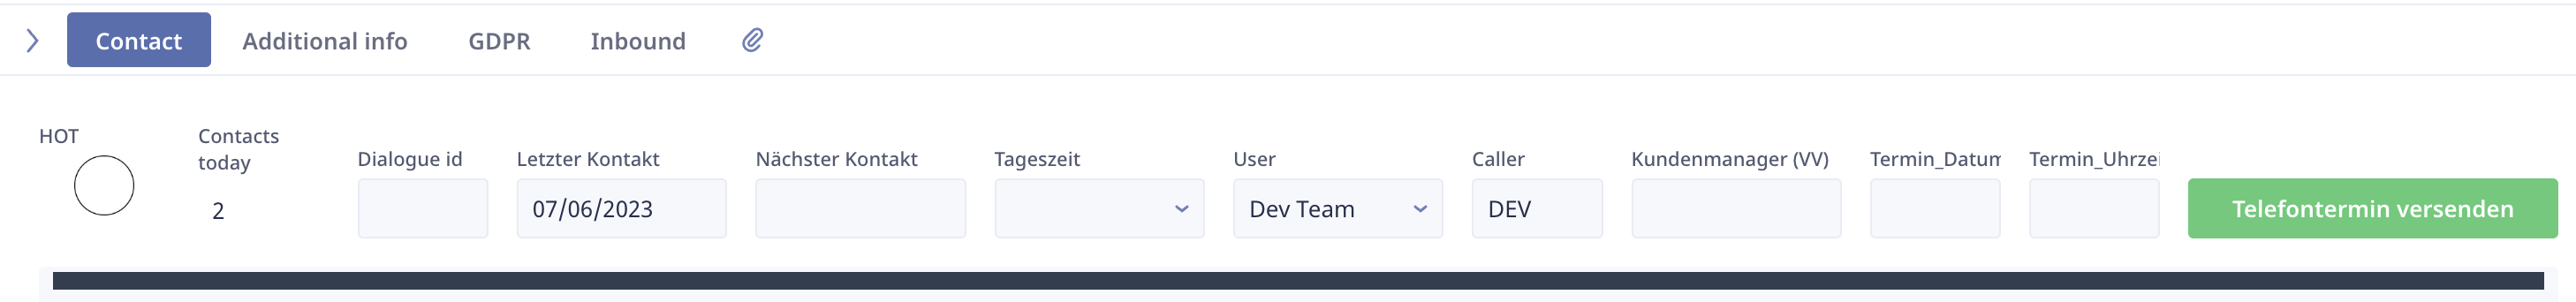 Contact Additional info GDPR Inbound
HOT
Contacts today
2
Dialogue id
Letzter Kontakt
07/06/2023
Nächster Kontakt
Tageszeit
User
Dev Team
Caller
DEV
Kundenmanager (VV)
Termin_Datum
Termin_Uhrzei
Telefontermin versenden